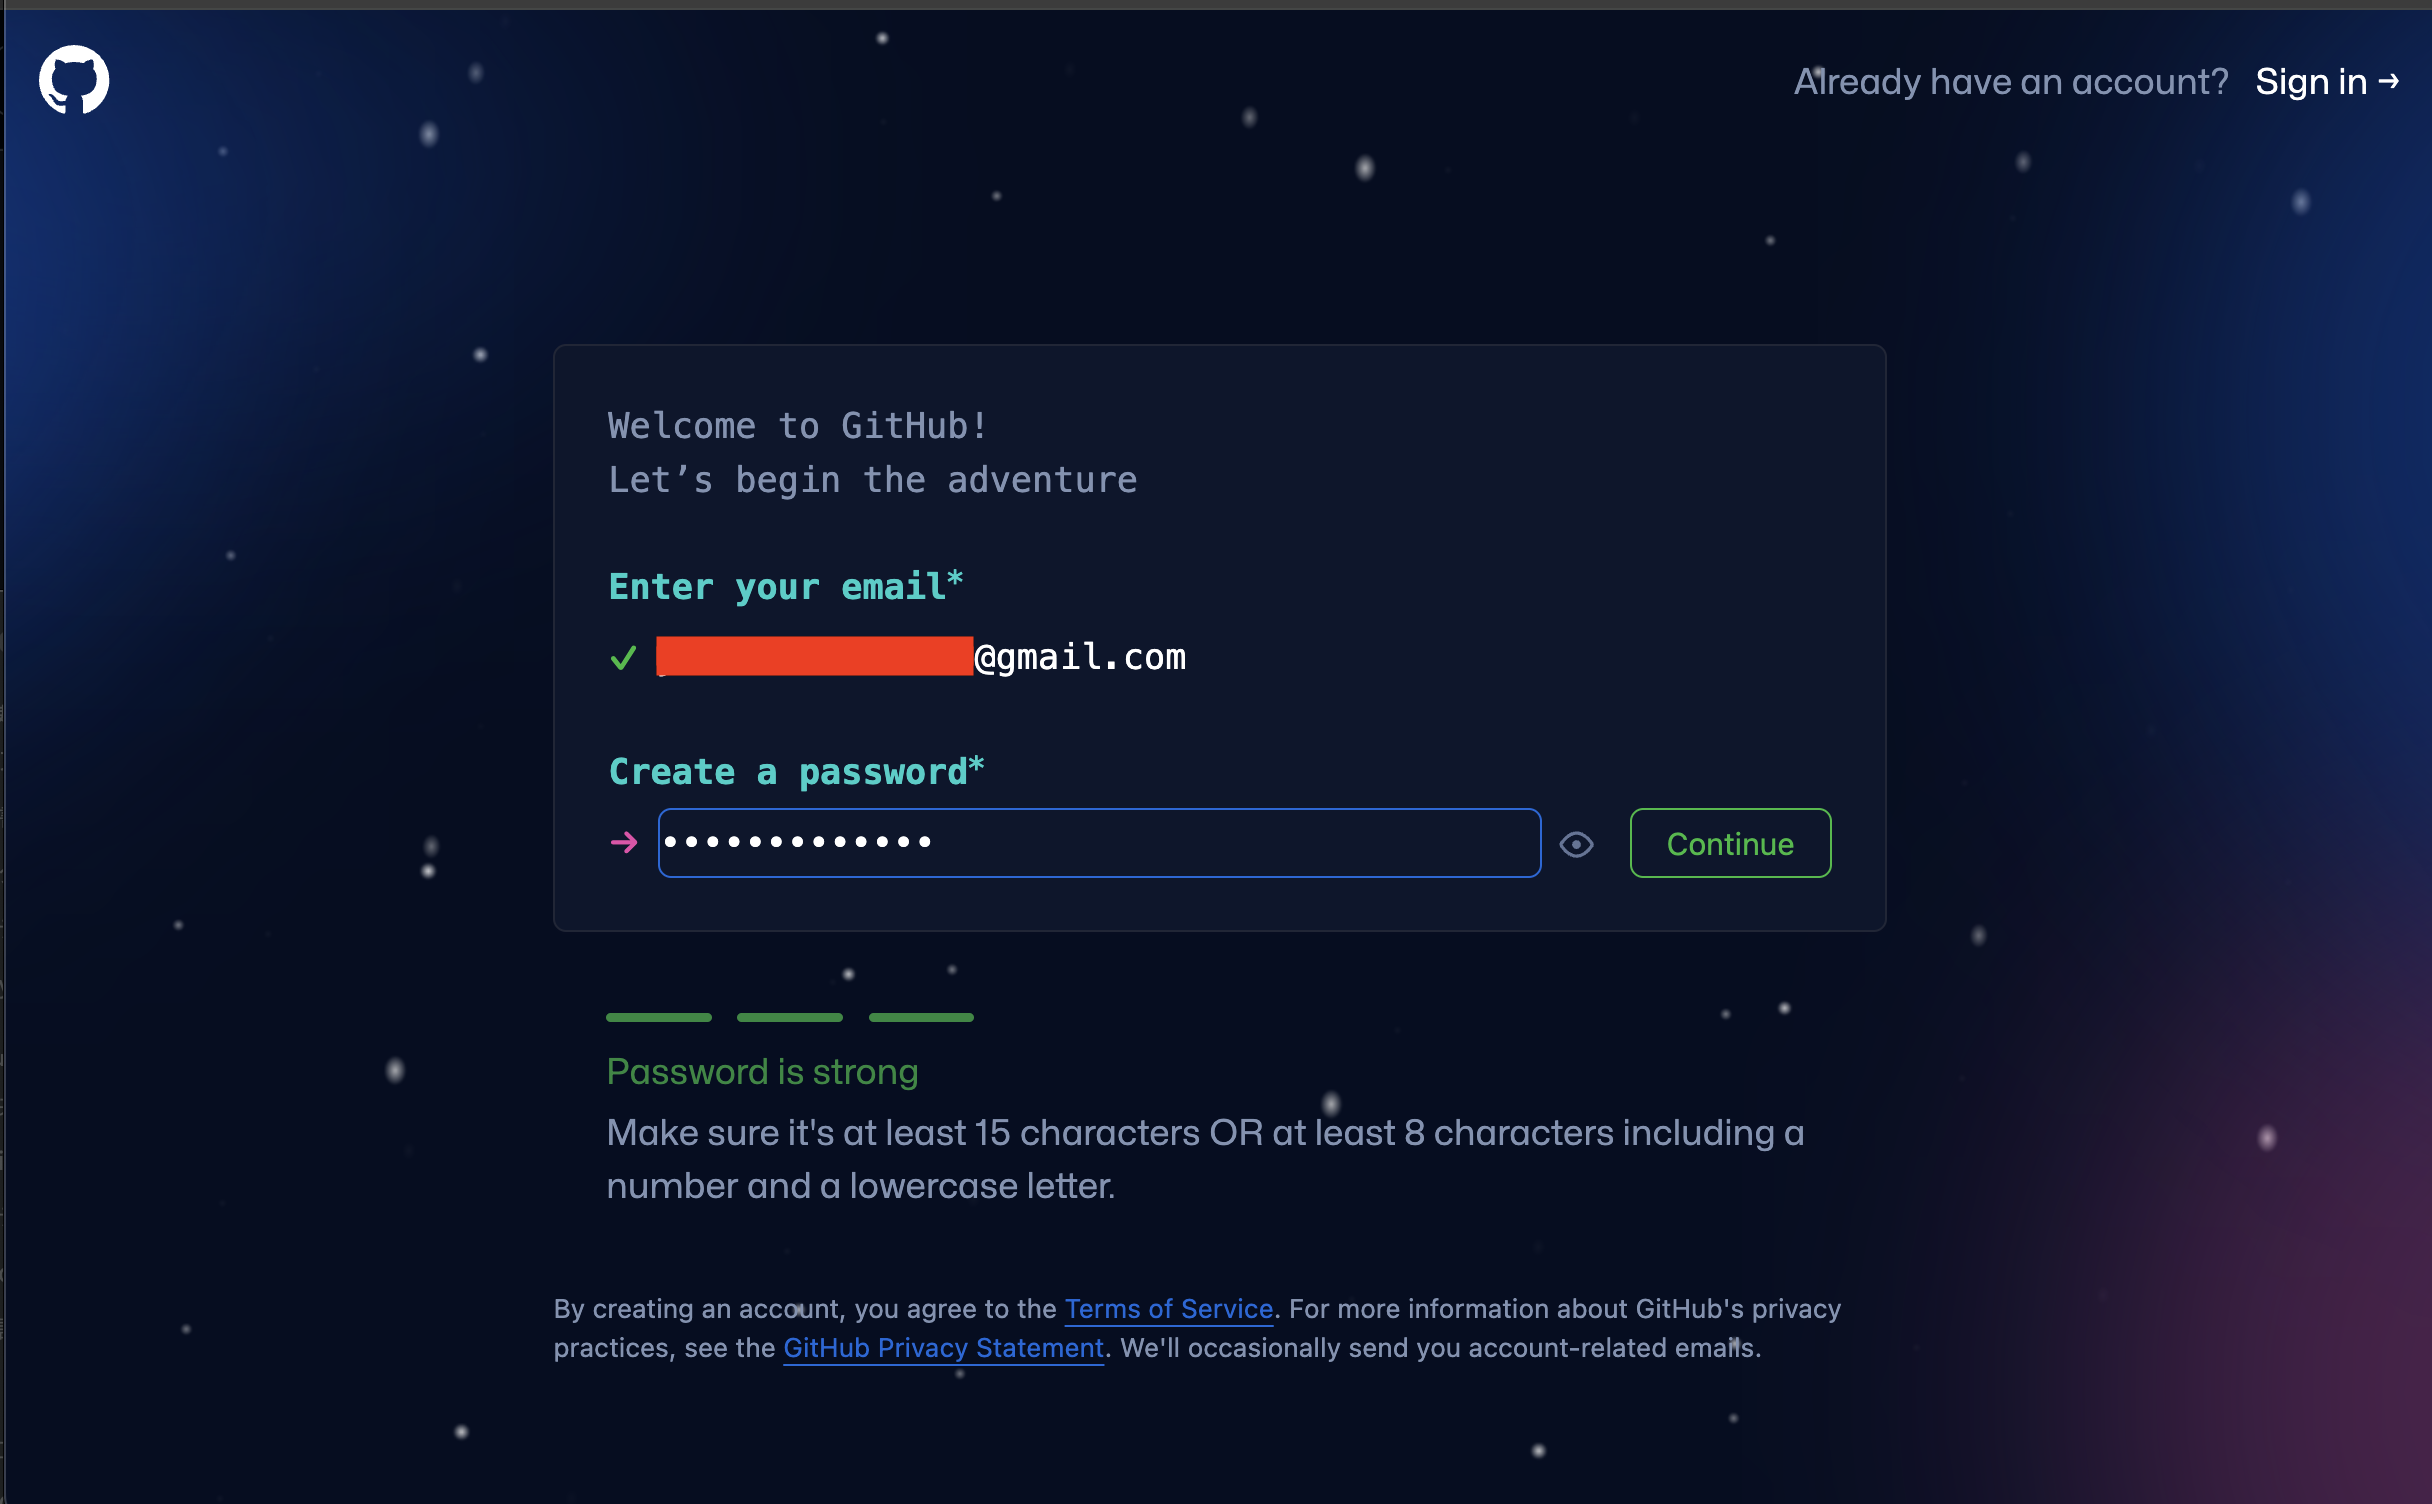 Already have an account? Sign in →
Welcome to GitHub!
Let’s begin the adventure
Enter your email*
@gmail.com
Create a password*
Continue
Password is strong
Make sure it's at least 15 characters OR at least 8 characters including a
number and a lowercase letter.
By creating an account, you agree to the Terms of Service. For more information about GitHub's privacy
practices, see the GitHub Privacy Statement. We'll occasionally send you account-related emails.